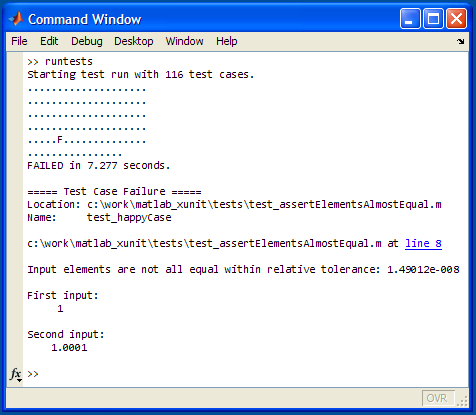 Command Window
File Edit Debug Desktop Window Help
>> runtests
Starting test run with 116 test cases.
....................
....................
....................
....................
.....F..............
................
FAILED in 7.277 seconds.
===== Test Case Failure =====
Location: c:\work\matlab_xunit\tests\test_assertElementsAlmostEqual.m
Name:     test_happyCase
c:\work\matlab_xunit\tests\test_assertElementsAlmostEqual.m at line 8
Input elements are not all equal within relative tolerance: 1.49012e-008
First input:
1
Second input:
1.0001
fx >>
OVR